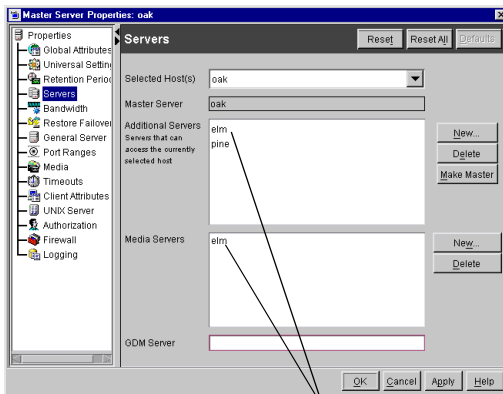 Master Server Properties: oak
Properties
Global Attributes
Universal Setting
Retention Period
Servers
Bandwidth
Restore Failover
General Server
Port Ranges
Media
Timeouts
Client Attributes
UNIX Server
Authorization
Firewall
Logging
Servers
Reset
Reset All
Defaults
Selected Host(s)
oak
Master Server
oak
Additional Servers
Servers that can
access the currently
selected host
elm
pine
New...
Delete
Make Master
Media Servers
elm
New...
Delete
GDM Server
OK
Cancel
Apply
Help